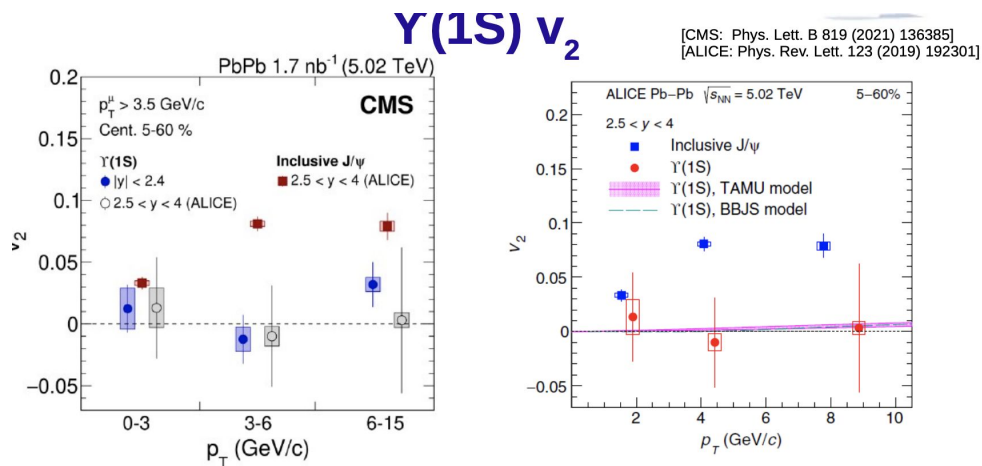 ϒ(1S) v2
[CMS: Phys. Lett. B 819 (2021) 136385]
[ALICE: Phys. Rev. Lett. 123 (2019) 192301]
PbPb 1.7 nb⁻¹ (5.02 TeV)
p_T^μ > 3.5 GeV/c
CMS
Cent. 5-60 %
ϒ(1S)
|y| < 2.4
2.5 < y < 4 (ALICE)
Inclusive J/ψ
2.5 < y < 4 (ALICE)
v2
0.2
0.15
0.1
0.05
0
−0.05
0-3 3-6 6-15
p_T (GeV/c)
ALICE Pb−Pb √s_NN = 5.02 TeV 5-60%
2.5 < y < 4
Inclusive J/ψ
ϒ(1S)
ϒ(1S), TAMU model
ϒ(1S), BBJS model
v2
0.2
0.15
0.1
0.05
0
−0.05
2 4 6 8 10
p_T (GeV/c)